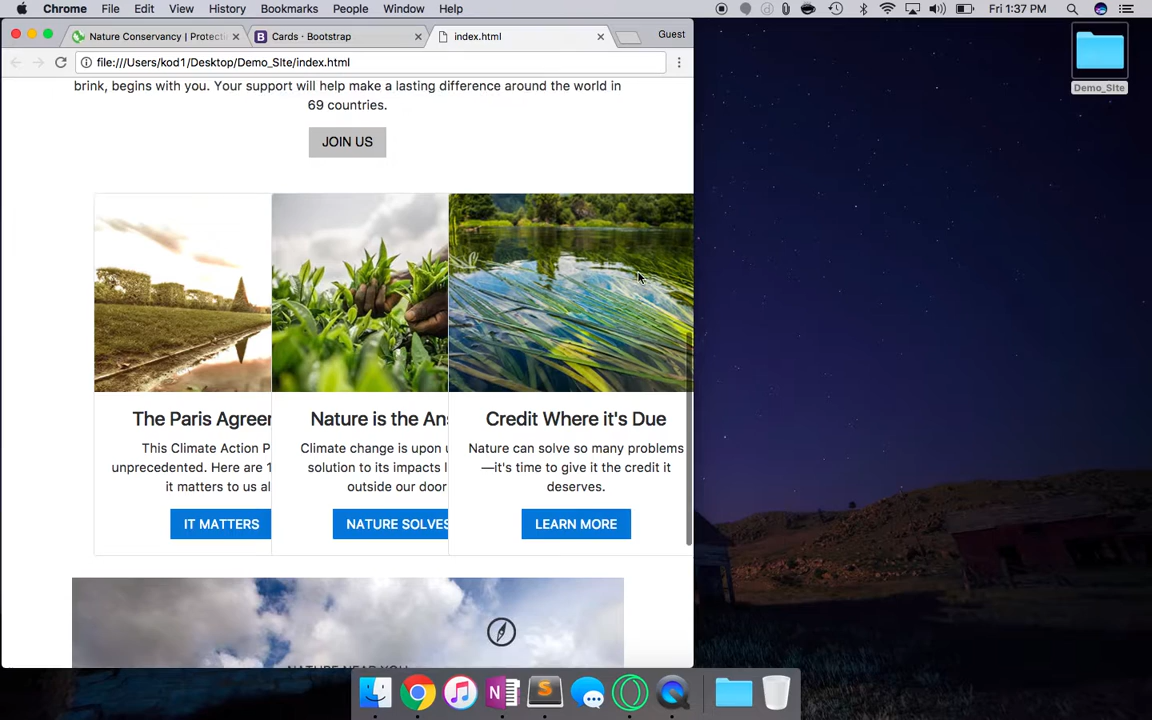 Chrome File Edit View History Bookmarks People Window Help Fri 1:37 PM
Nature Conservancy | Protecti Cards · Bootstrap index.html Guest
file:///Users/kod1/Desktop/Demo_SIte/index.html
Demo_SIte
brink, begins with you. Your support will help make a lasting difference around the world in
69 countries.
JOIN US
The Paris Agreer
This Climate Action P
unprecedented. Here are 1
it matters to us al
IT MATTERS
Nature is the An
Climate change is upon
solution to its impacts l
outside our door
NATURE SOLVES
Credit Where it's Due
Nature can solve so many problems
—it's time to give it the credit it
deserves.
LEARN MORE
NATURE NEAR YOU